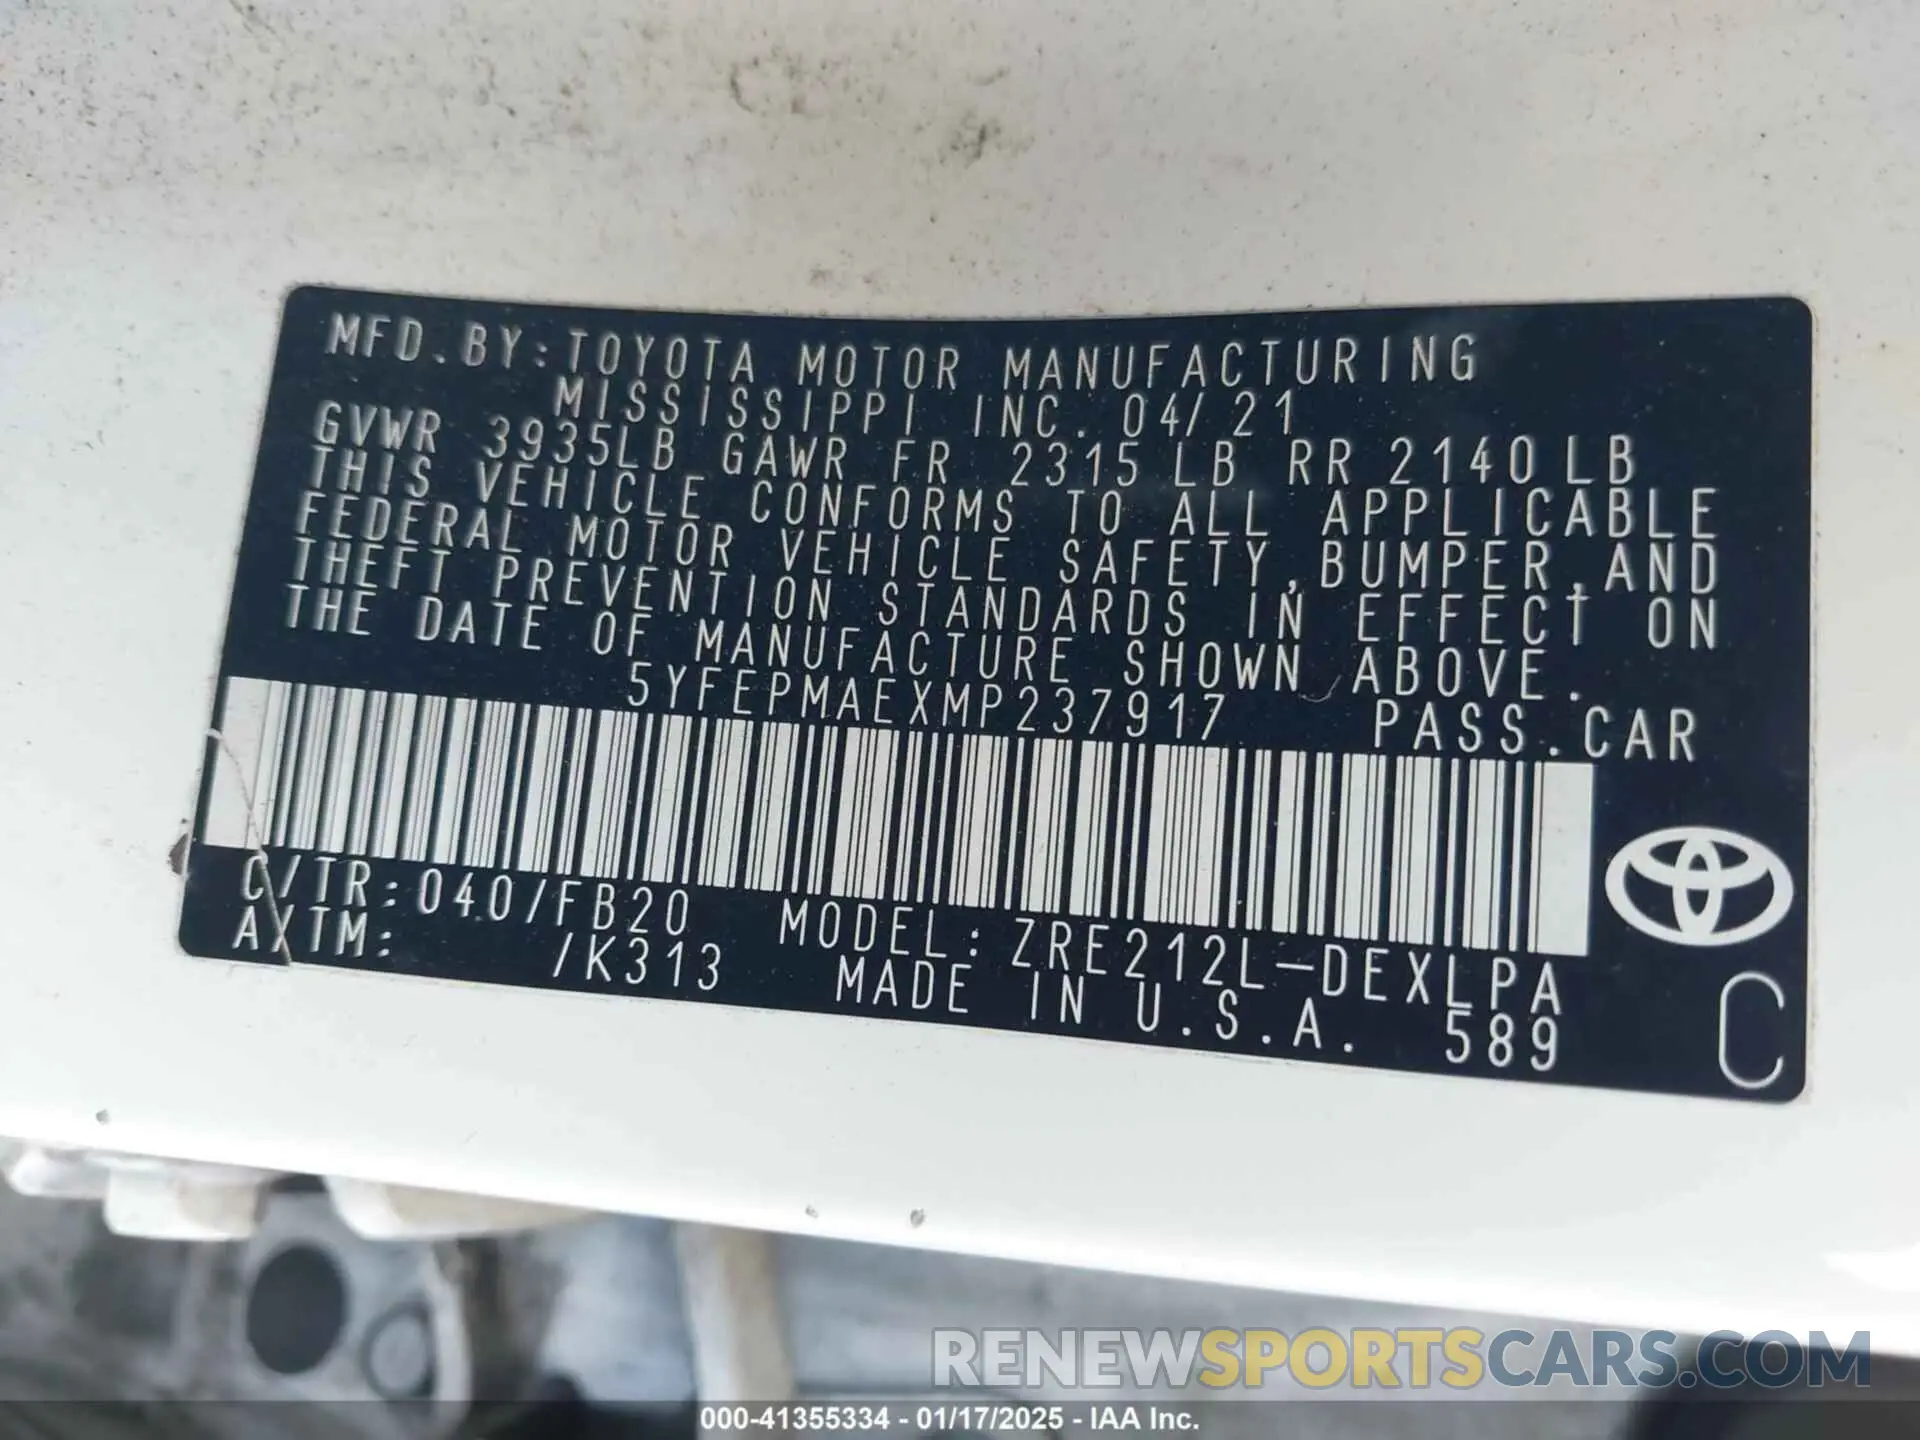 MFD.BY:TOYOTA MOTOR MANUFACTURING
MISSISSIPPI INC. 04/21
GVWR 3935LB GAWR FR 2315LB RR 2140LB
THIS VEHICLE CONFORMS TO ALL APPLICABLE
FEDERAL MOTOR VEHICLE SAFETY,BUMPER,AND
THEFT PREVENTION STANDARDS IN EFFECT ON
THE DATE OF MANUFACTURE SHOWN ABOVE.
5YFEPMAEXMP237917 PASS.CAR
C/TR:040/FB20 MODEL:ZRE212L-DEXLPA
A/TM: /K313 MADE IN U.S.A. 589
C
RENEWSPORTSCARS.COM
000-41355334 - 01/17/2025 - IAA Inc.